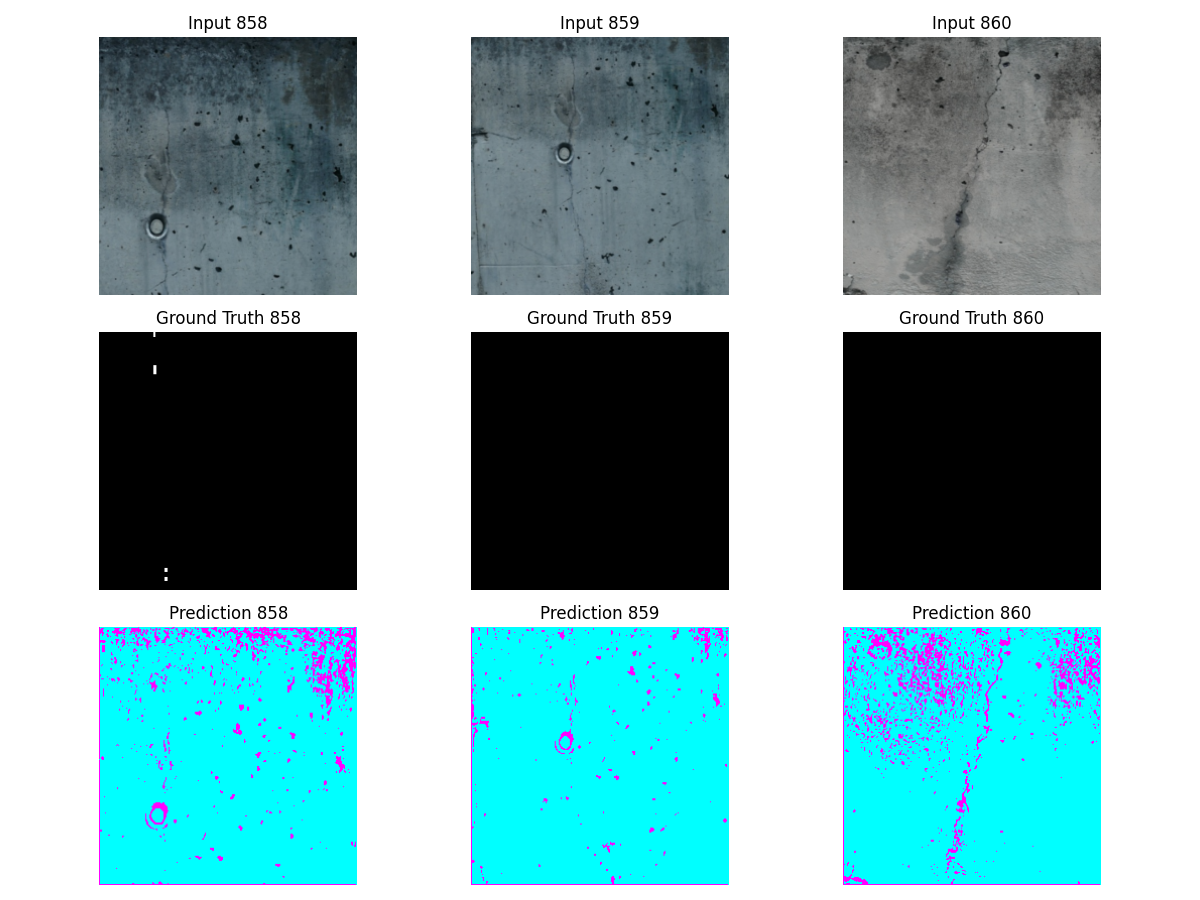 Input 858
Input 859
Input 860
Ground Truth 858
Ground Truth 859
Ground Truth 860
Prediction 858
Prediction 859
Prediction 860